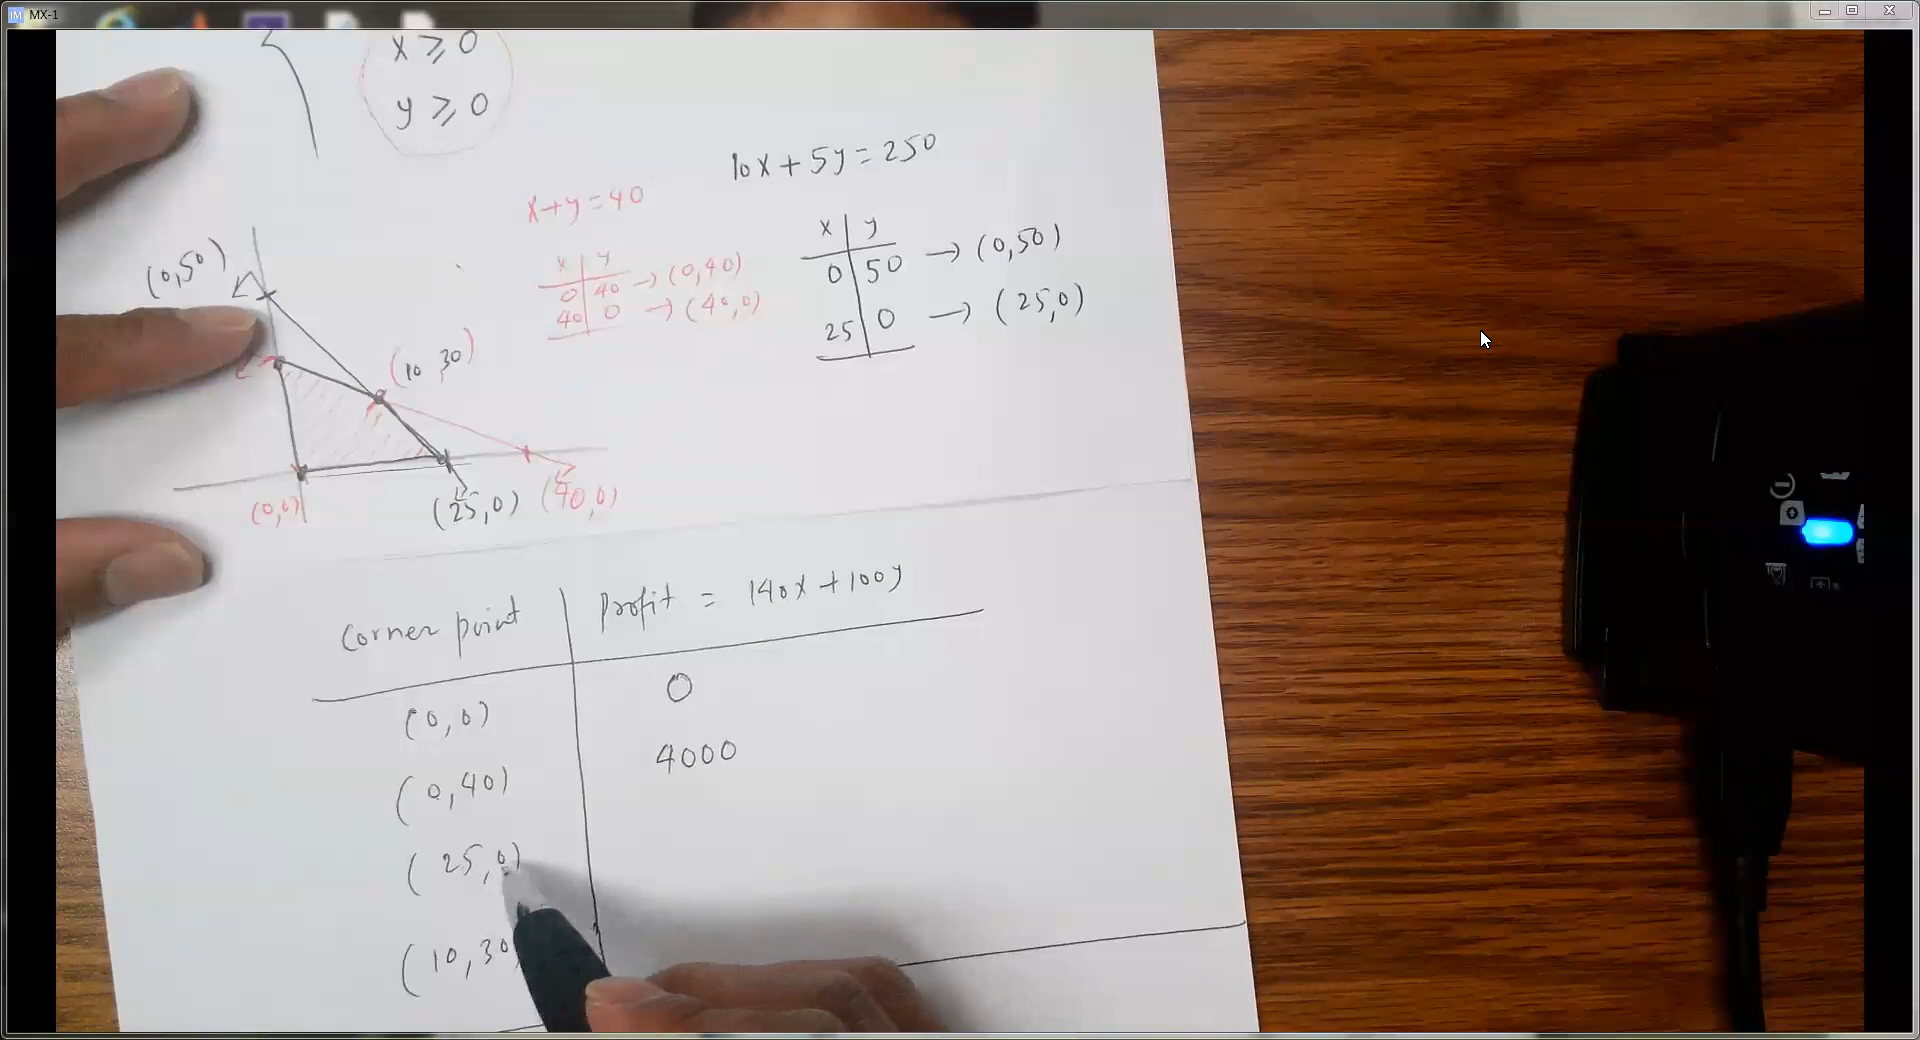 MX-1
x ≥ 0
y ≥ 0
10x + 5y = 250
x+y = 40
x y
0 50 → (0,50)
25 0 → (25,0)
x y
0 40 → (0,40)
40 0 → (40,0)
(0,50)
(10,30)
(0,0)
(25,0)
(40,0)
corner point
profit = 140x + 100y
(0,0) 0
(0,40) 4000
(25,0)
(10,30